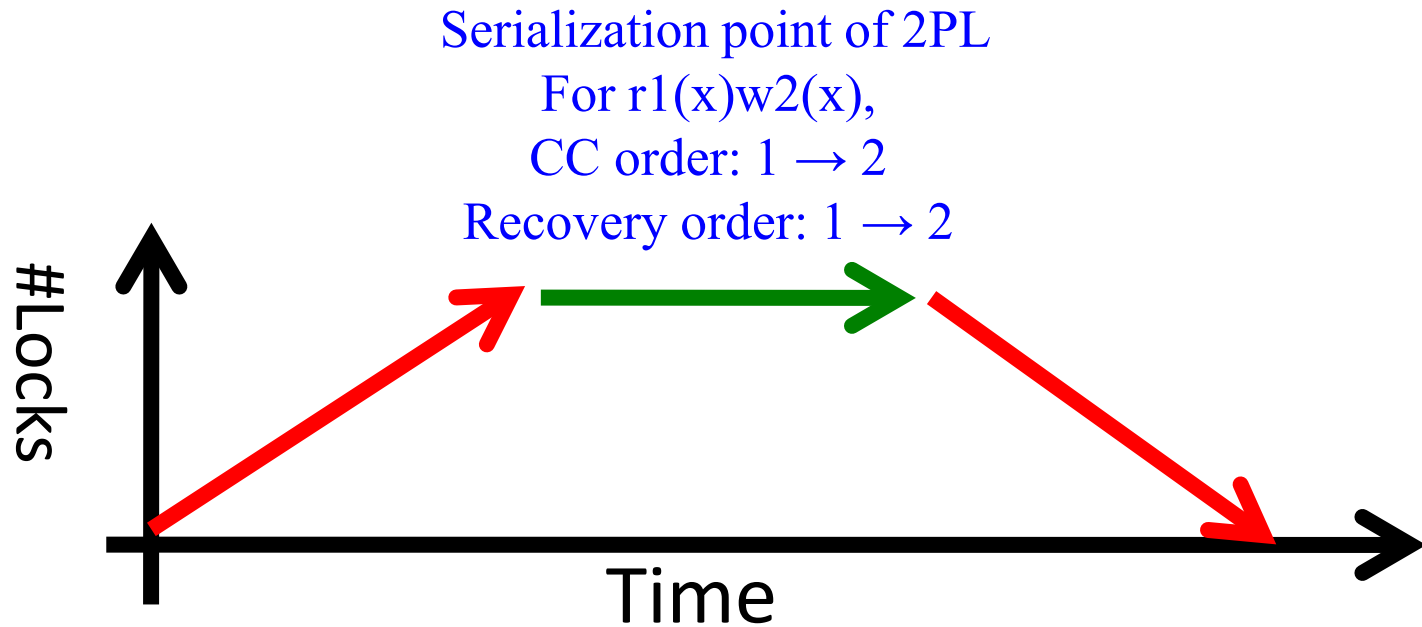 Serialization point of 2PL
For r1(x)w2(x),
CC order: 1 → 2
Recovery order: 1 → 2
#Locks
Time